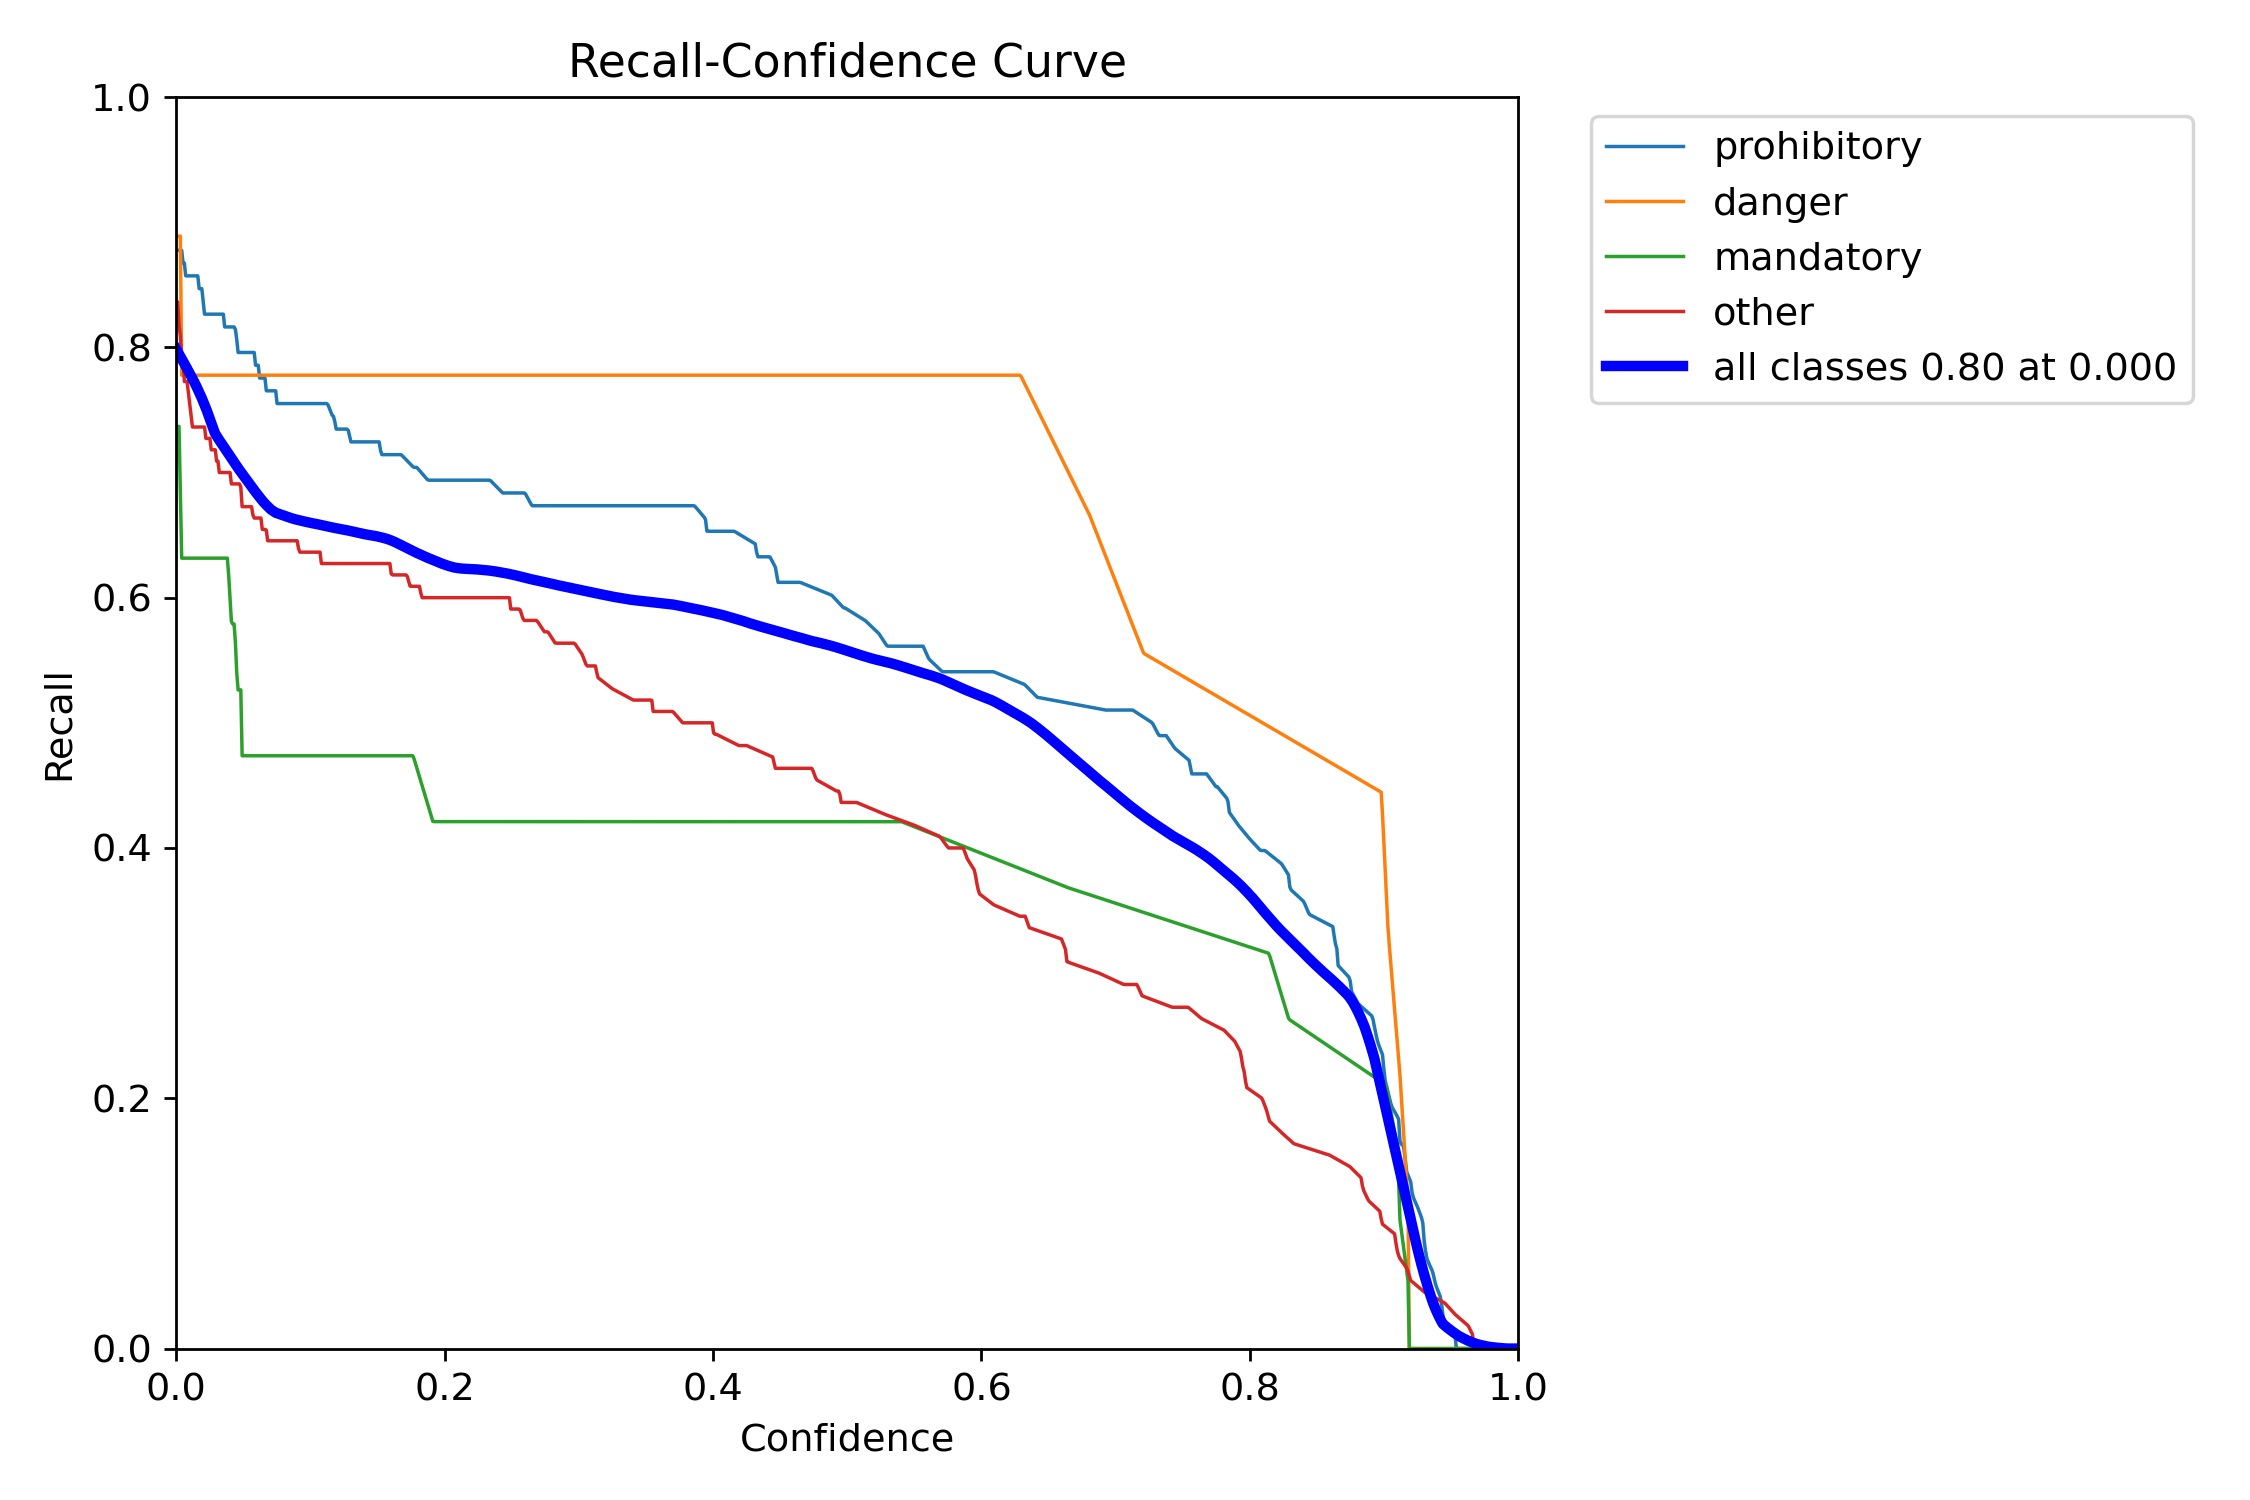 Recall-Confidence Curve
1.0
0.8
0.6
0.4
0.2
0.0
Recall
0.0 0.2 0.4 0.6 0.8 1.0
Confidence
prohibitory
danger
mandatory
other
all classes 0.80 at 0.000